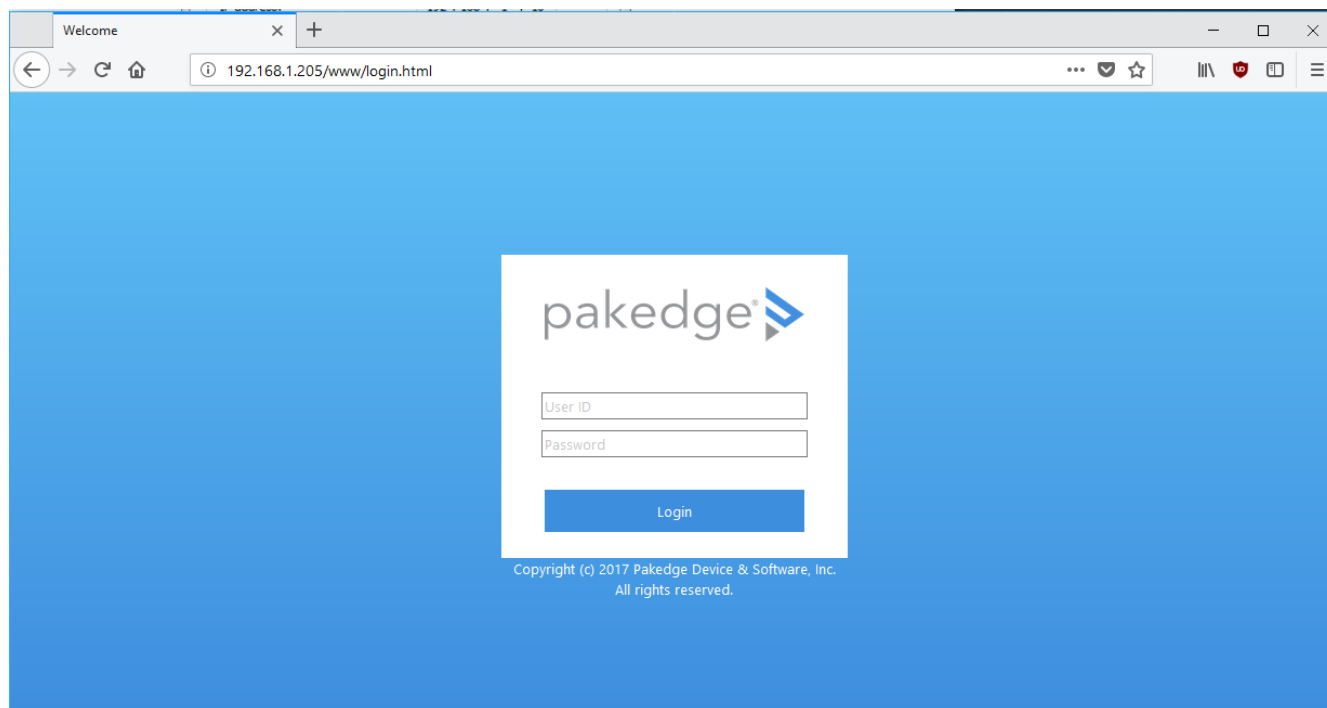 Welcome
192.168.1.205/www/login.html
pakedge®
User ID
Password
Login
Copyright (c) 2017 Pakedge Device & Software, Inc.
All rights reserved.